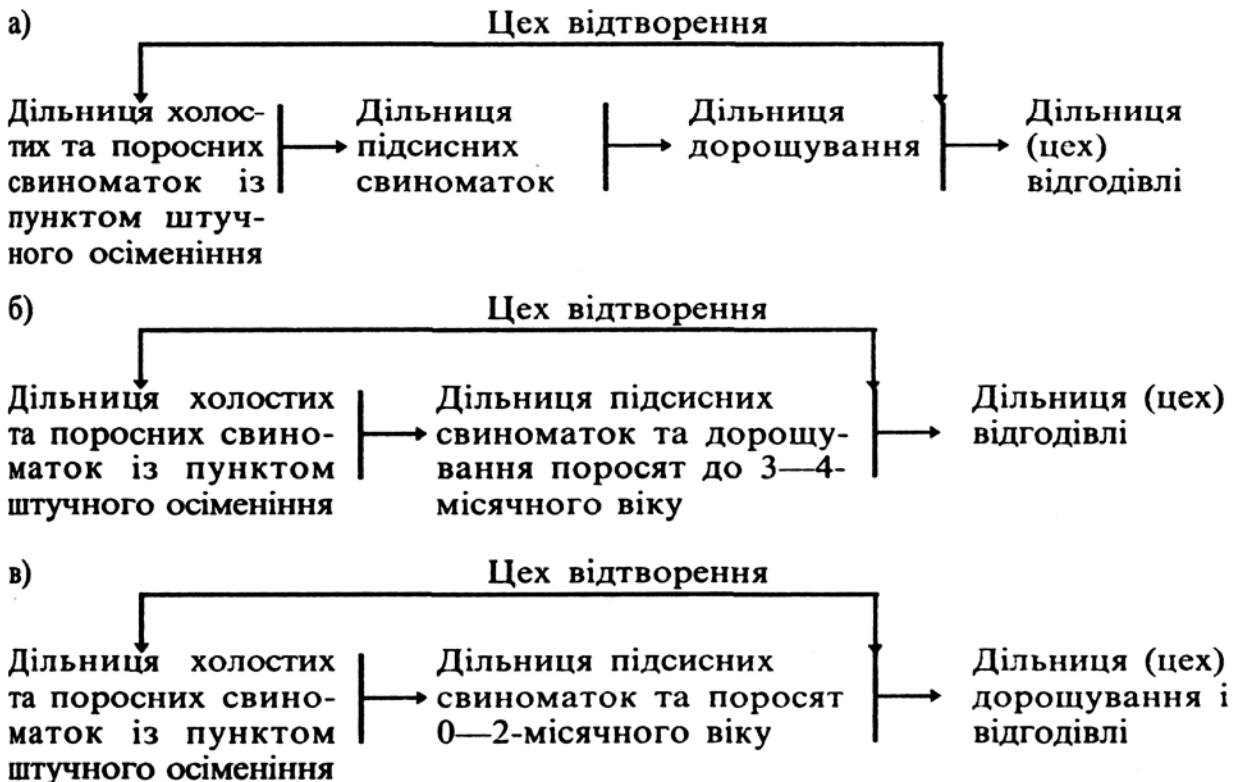 а)
Цех відтворення
Дільниця холос-
тих та поросних
свиноматок із
пунктом штуч-
ного осіменіння
Дільниця
підсисних
свиноматок
Дільниця
дорощування
Дільниця
(цех)
відгодівлі
б)
Цех відтворення
Дільниця холостих
та поросних свино-
маток із пунктом
штучного осіменіння
Дільниця підсисних
свиноматок та дорощу-
вання поросят до 3—4-
місячного віку
Дільниця (цех)
відгодівлі
в)
Цех відтворення
Дільниця холостих
та поросних свино-
маток із пунктом
штучного осіменіння
Дільниця підсисних
свиноматок та поросят
0—2-місячного віку
Дільниця (цех)
дорощування і
відгодівлі